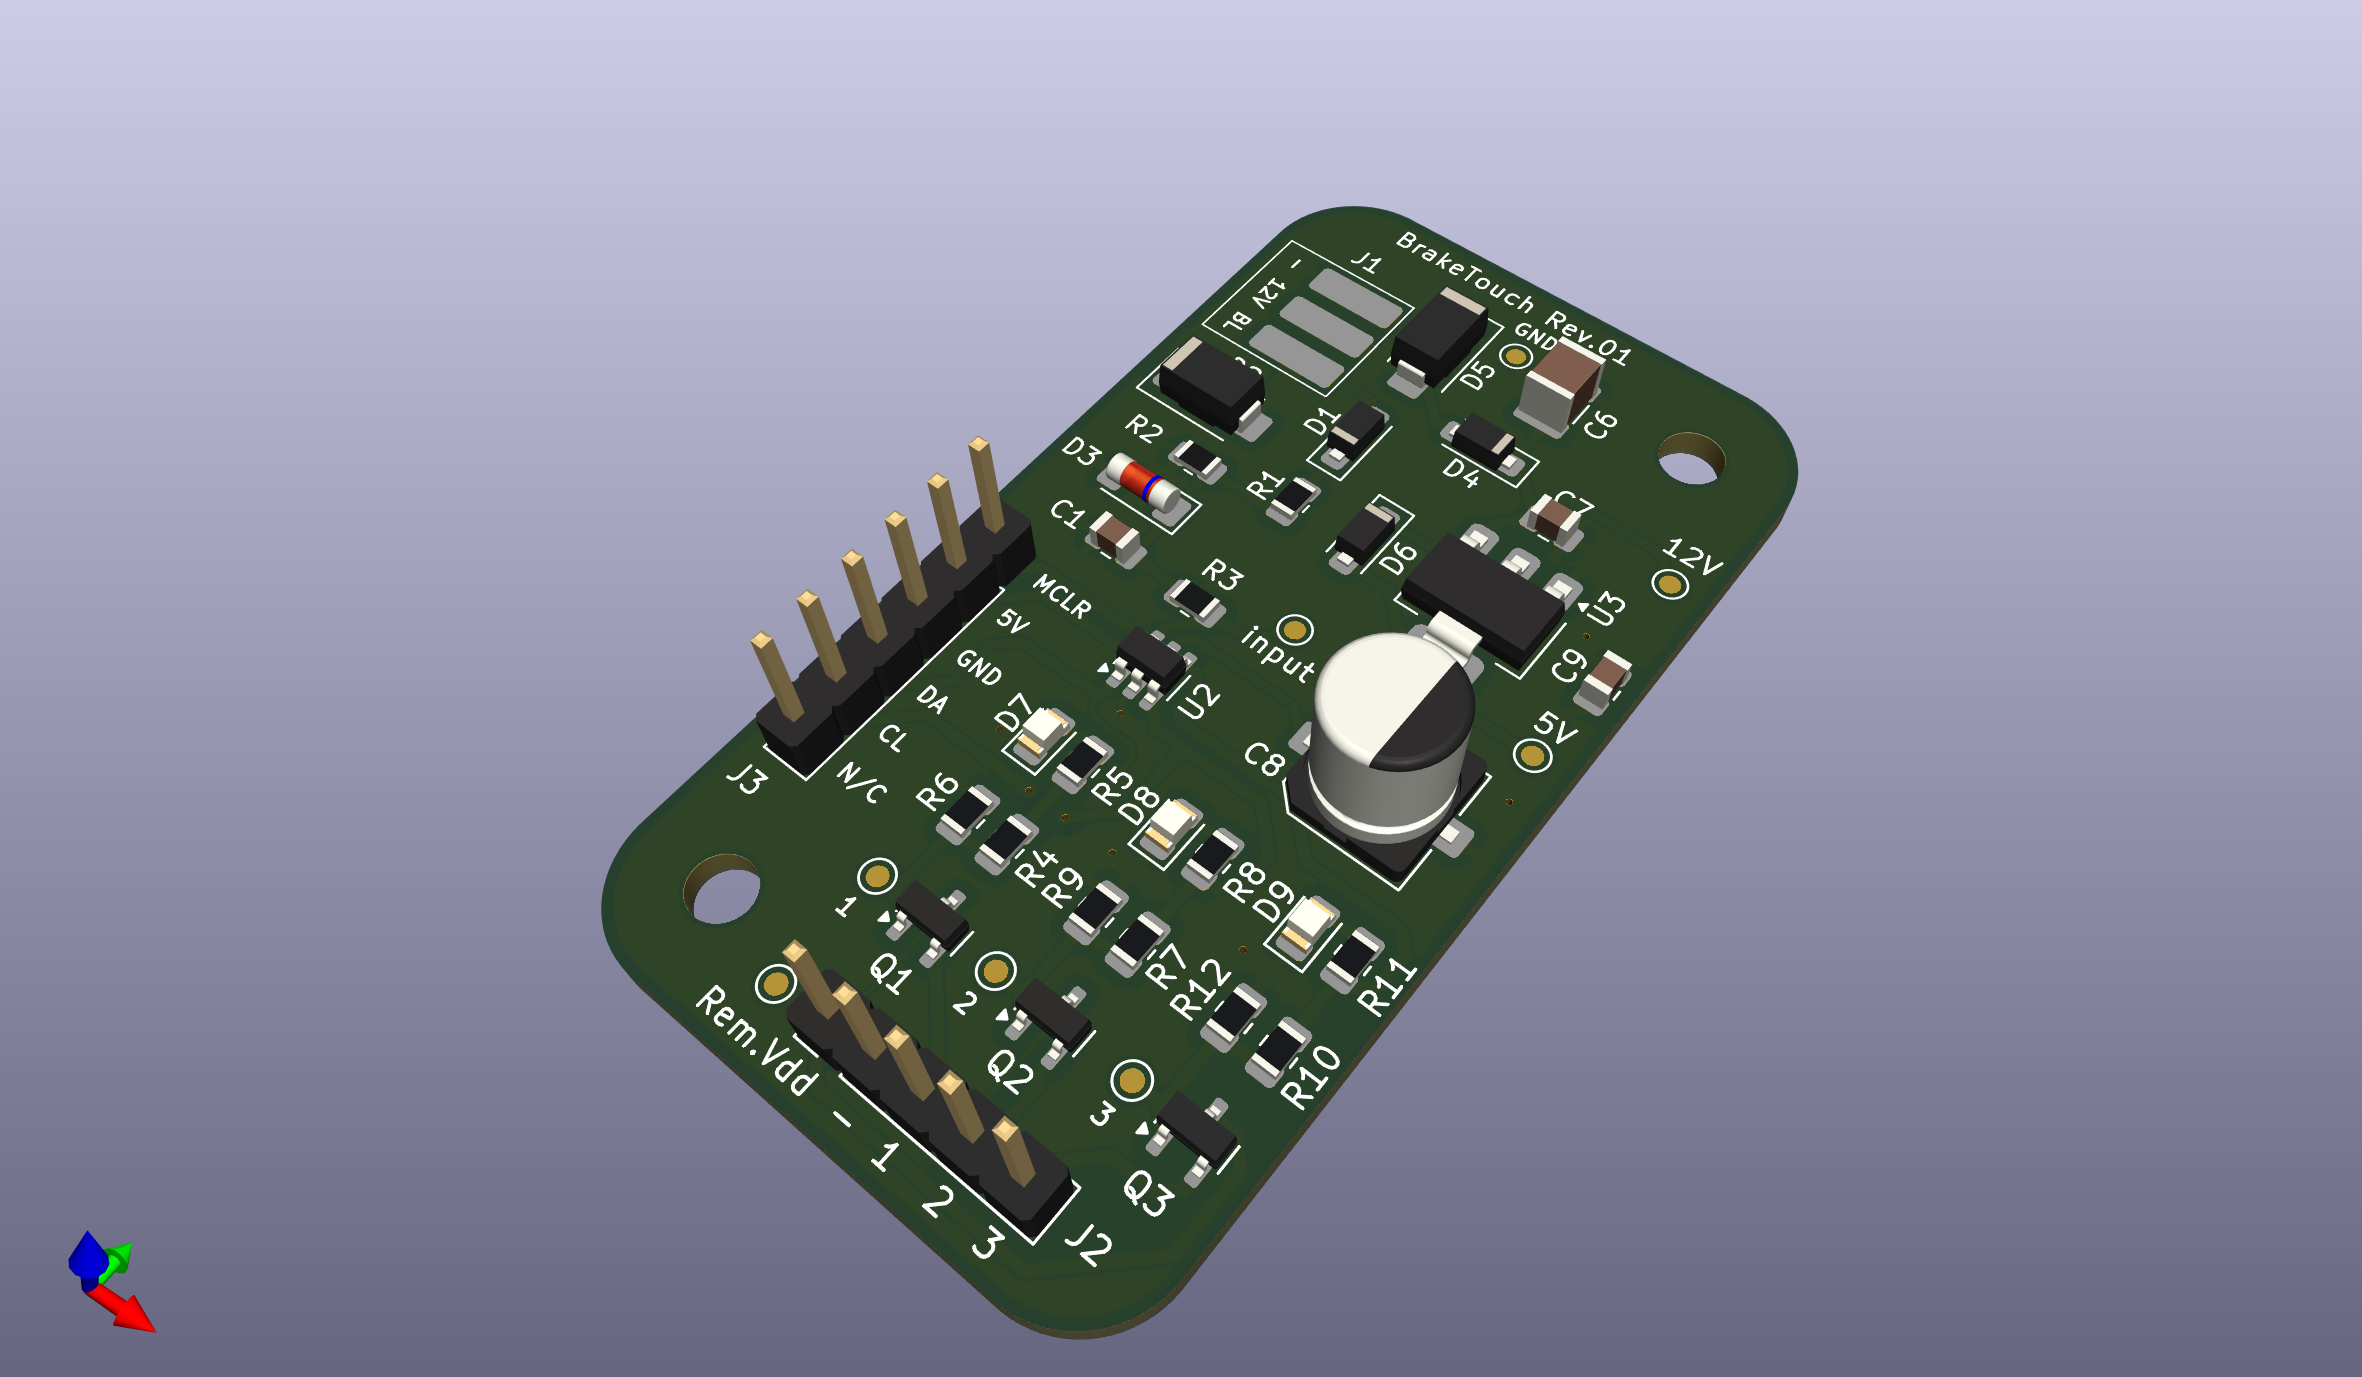 BrakeTouch Rev.01
J1
-
12V
BL
GND
D5
C6
R2
D1
D3
D4
R1
C1
C7
D6
12V
R3
MCLR
U3
5V
input
GND
C9
DA
U2
D7
5V
CL
C8
J3
N/C
R5
D8
R6
R4
R9
R8
D9
1
Q1
R7
R12
R11
2
Rem.Vdd - 1 2 3
Q2
R10
3
Q3
J2